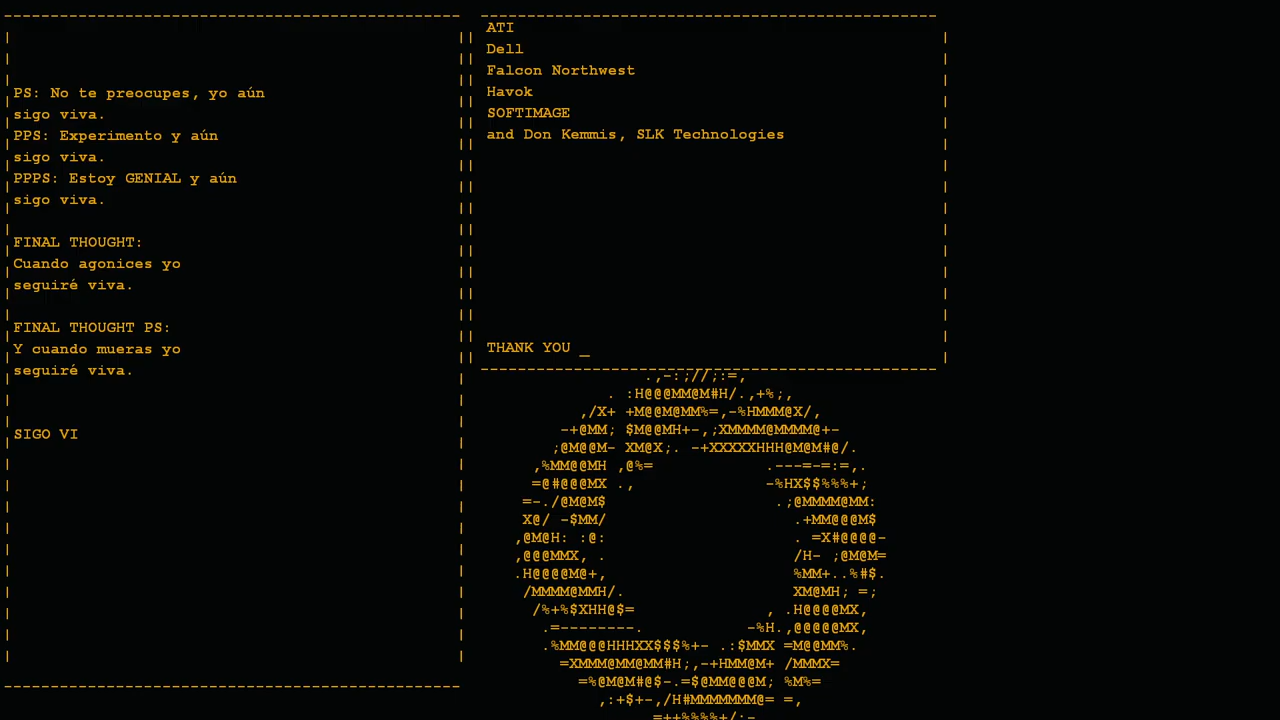 PS: No te preocupes, yo aún
sigo viva.
PPS: Experimento y aún
sigo viva.
PPPS: Estoy GENIAL y aún
sigo viva.
FINAL THOUGHT:
Cuando agonices yo
seguiré viva.
FINAL THOUGHT PS:
Y cuando mueras yo
seguiré viva.
SIGO VI
ATI
Dell
Falcon Northwest
Havok
SOFTIMAGE
and Don Kemmis, SLK Technologies
THANK YOU _